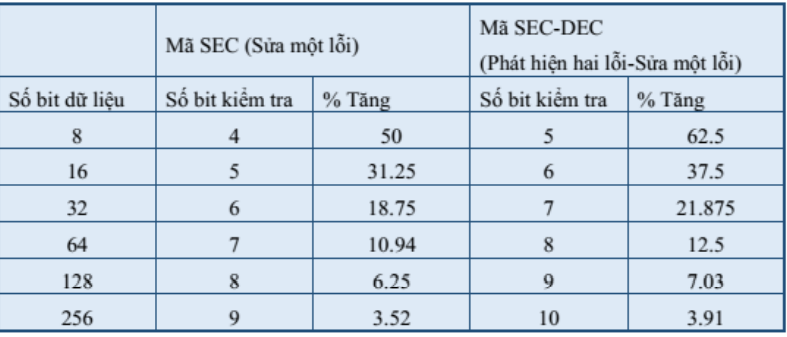 Mã SEC (Sửa một lỗi)
Mã SEC-DEC
(Phát hiện hai lỗi-Sửa một lỗi)
Số bit dữ liệu Số bit kiểm tra % Tăng Số bit kiểm tra % Tăng
8 4 50 5 62.5
16 5 31.25 6 37.5
32 6 18.75 7 21.875
64 7 10.94 8 12.5
128 8 6.25 9 7.03
256 9 3.52 10 3.91